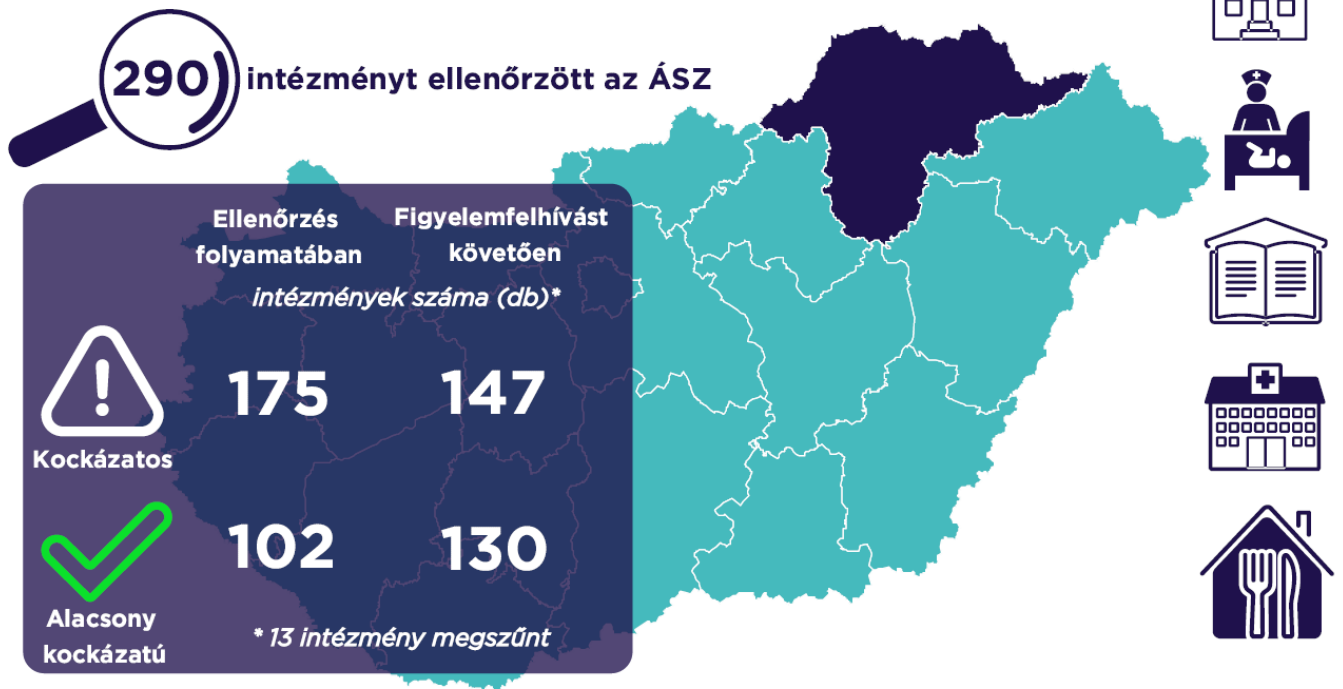 290 intézményt ellenőrzött az ÁSZ
Ellenőrzés
folyamatában
Figyelemfelhívást
követően
intézmények száma (db)*
Kockázatos
175
147
Alacsony
kockázatú
102
130
* 13 intézmény megszűnt